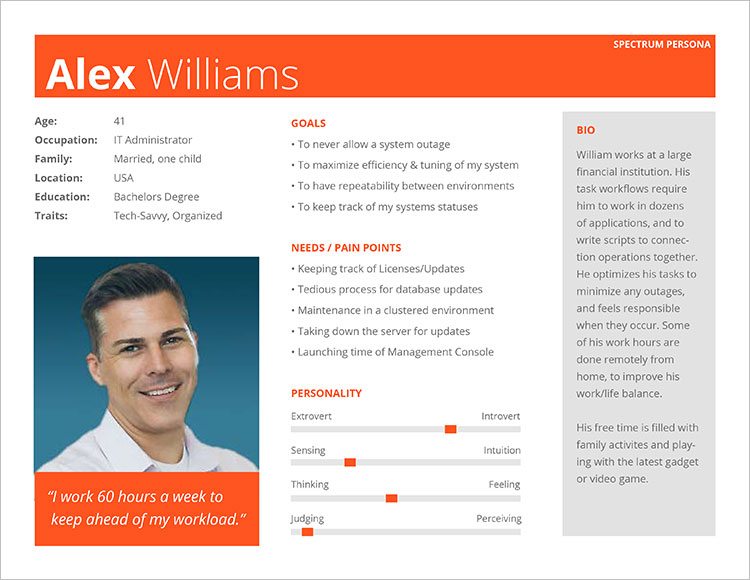 SPECTRUM PERSONA
Alex Williams
Age: 41
Occupation: IT Administrator
Family: Married, one child
Location: USA
Education: Bachelors Degree
Traits: Tech-Savvy, Organized
“I work 60 hours a week to
keep ahead of my workload.”
GOALS
• To never allow a system outage
• To maximize efficiency & tuning of my system
• To have repeatability between environments
• To keep track of my systems statuses
NEEDS / PAIN POINTS
• Keeping track of Licenses/Updates
• Tedious process for database updates
• Maintenance in a clustered environment
• Taking down the server for updates
• Launching time of Management Console
PERSONALITY
Extrovert Introvert
Sensing Intuition
Thinking Feeling
Judging Perceiving
BIO
William works at a large
financial institution. His
task workflows require
him to work in dozens
of applications, and to
write scripts to connec-
tion operations together.
He optimizes his tasks to
minimize any outages,
and feels responsible
when they occur. Some
of his work hours are
done remotely from
home, to improve his
work/life balance.
His free time is filled with
family activites and play-
ing with the latest gadget
or video game.